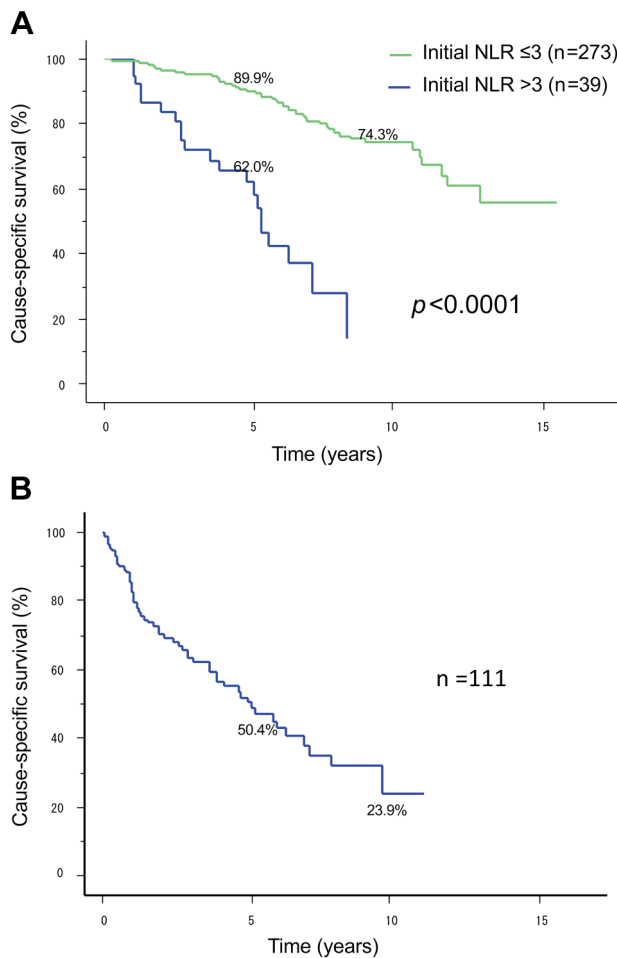 A
Initial NLR ≤3 (n=273)
Initial NLR >3 (n=39)
Cause-specific survival (%)
100
80
60
40
20
0
89.9%
74.3%
62.0%
p<0.0001
0 5 10 15
Time (years)
B
Cause-specific survival (%)
100
80
60
40
20
0
n =111
50.4%
23.9%
0 5 10 15
Time (years)